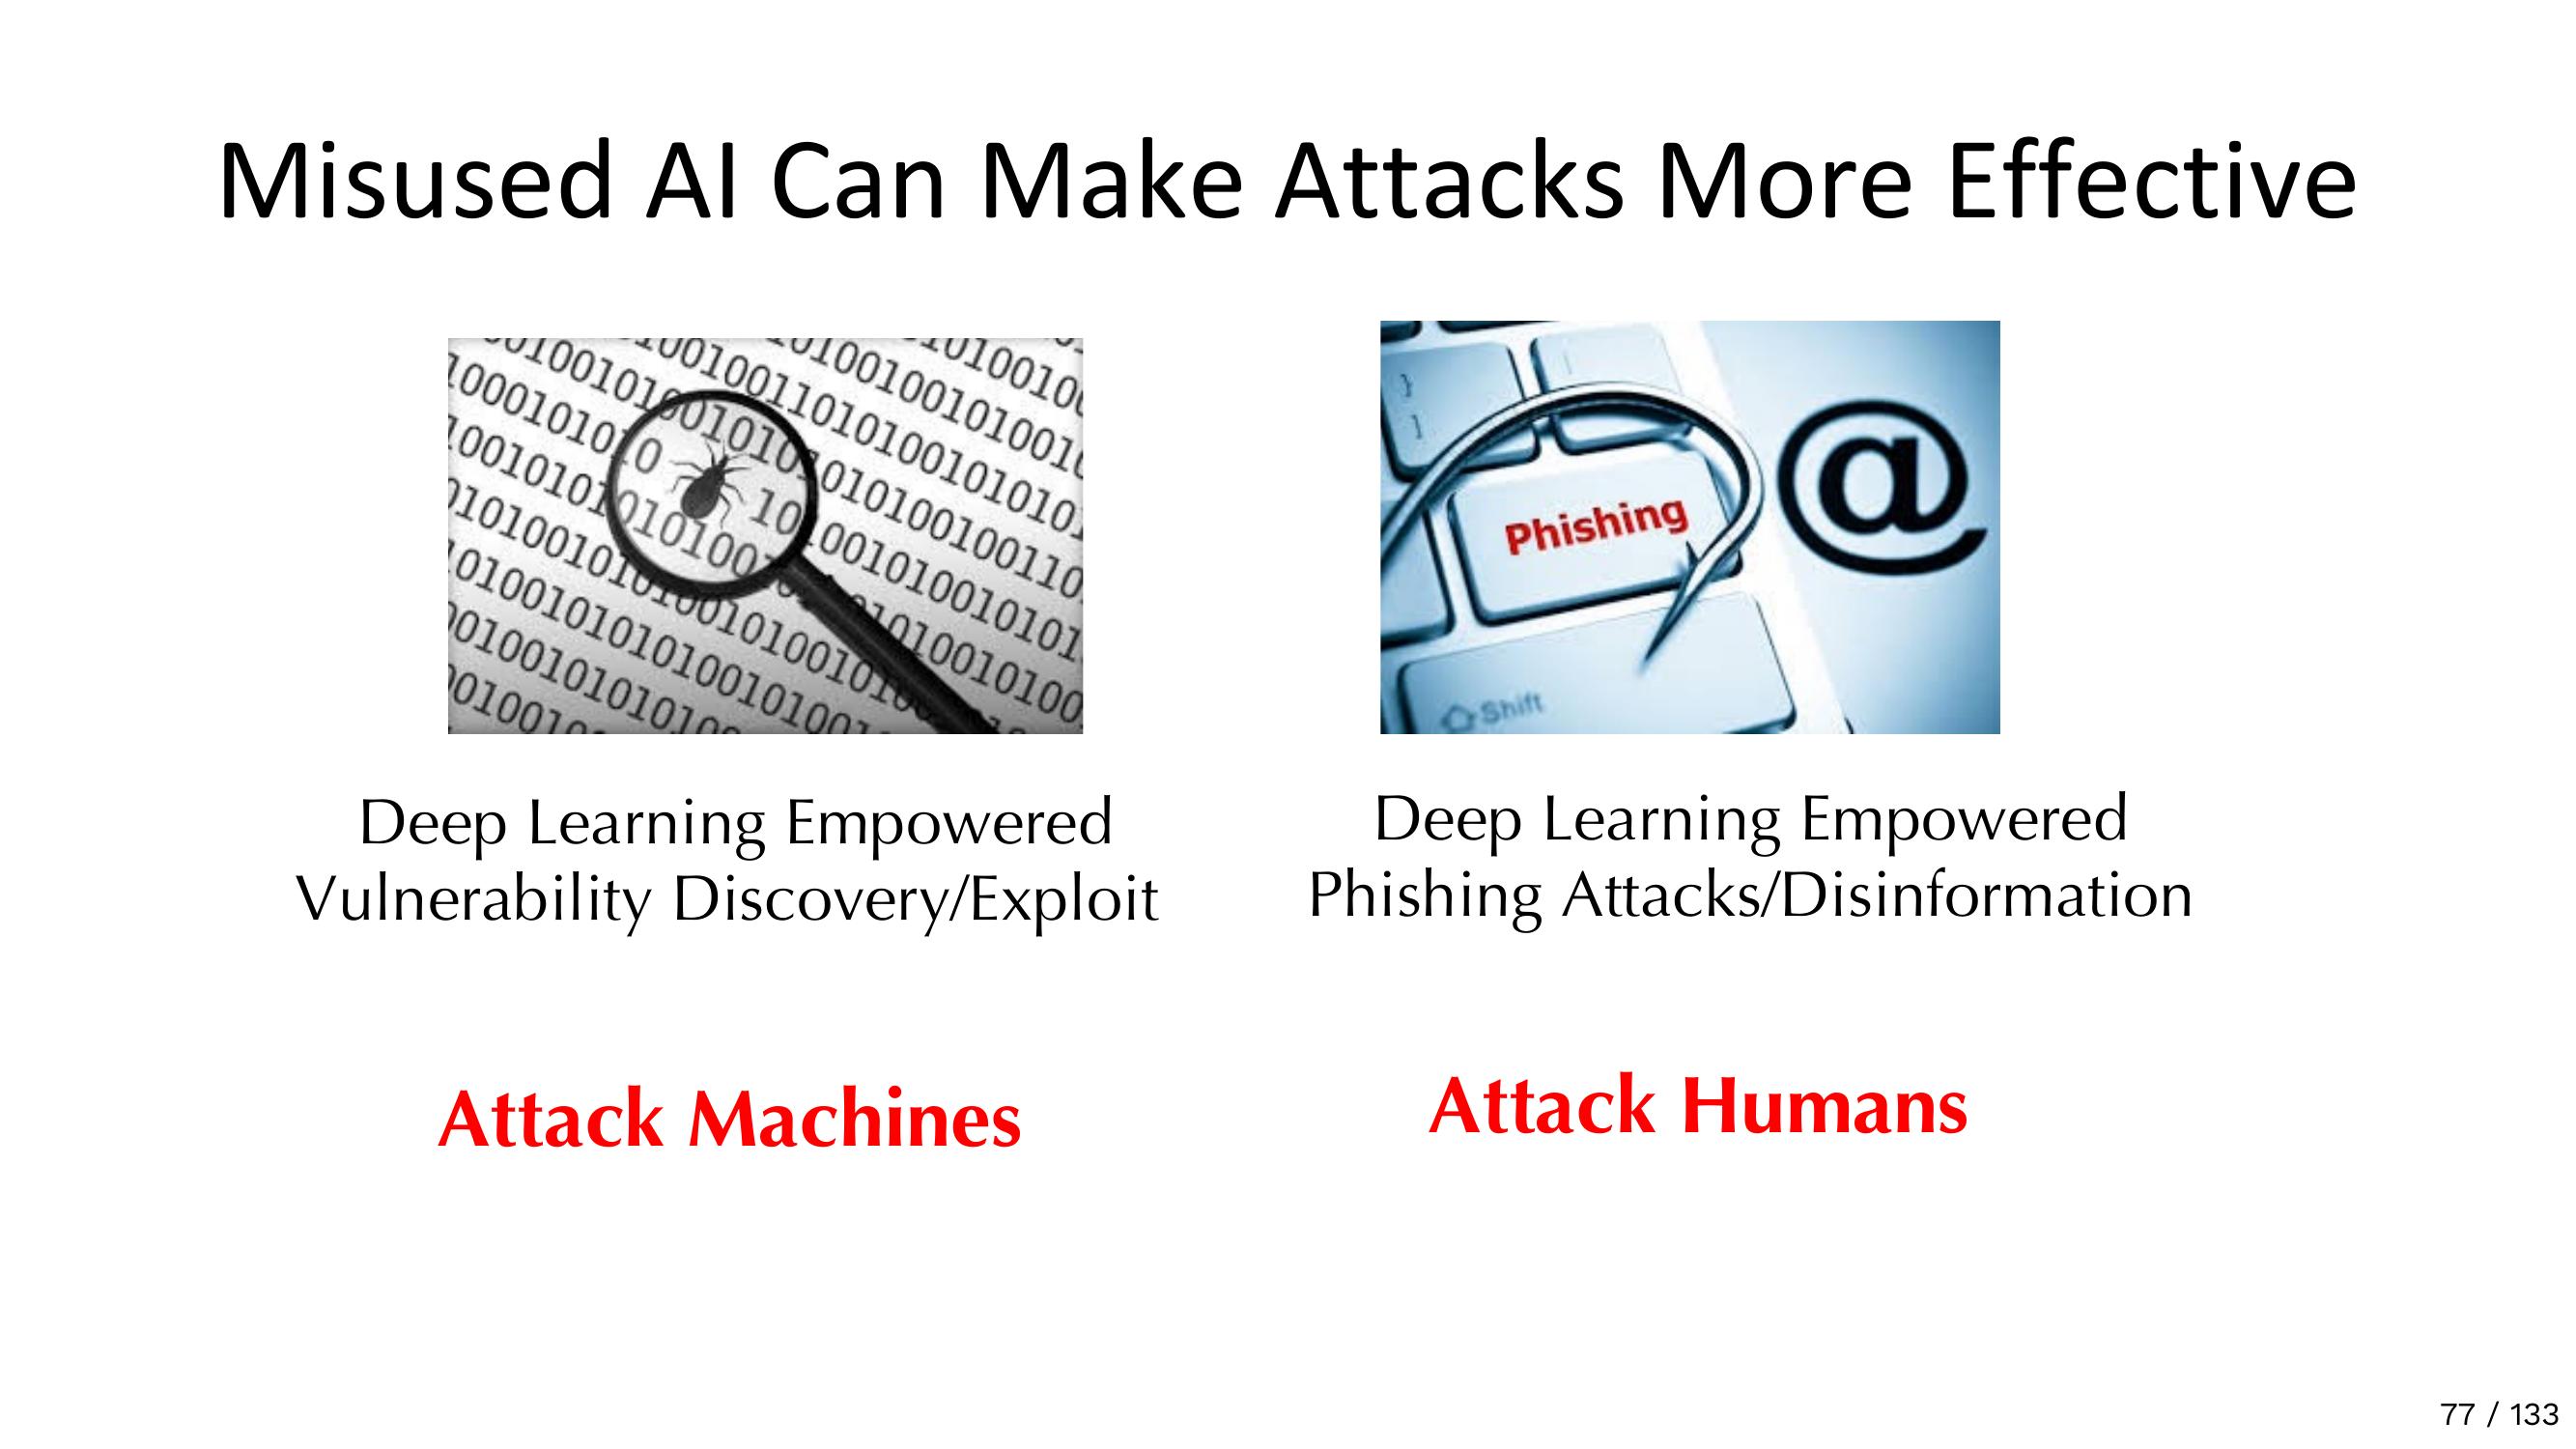 Misused AI Can Make Attacks More Effective
Phishing
@
Shift
Deep Learning Empowered
Vulnerability Discovery/Exploit
Deep Learning Empowered
Phishing Attacks/Disinformation
Attack Machines
Attack Humans
77 / 133